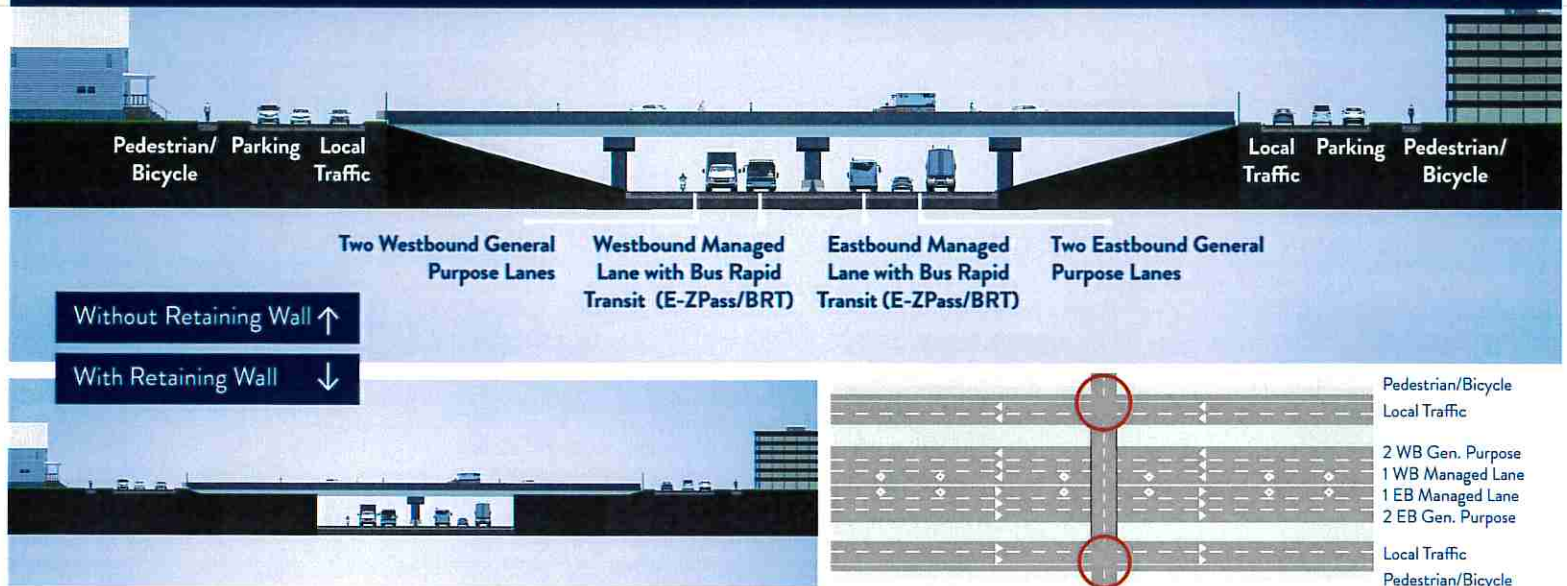 Pedestrian/
Bicycle
Parking
Local
Traffic
Local
Traffic
Parking
Pedestrian/
Bicycle
Two Westbound General
Purpose Lanes
Westbound Managed
Lane with Bus Rapid
Transit (E-ZPass/BRT)
Eastbound Managed
Lane with Bus Rapid
Transit (E-ZPass/BRT)
Two Eastbound General
Purpose Lanes
Without Retaining Wall ↑
With Retaining Wall ↓
Pedestrian/Bicycle
Local Traffic
2 WB Gen. Purpose
1 WB Managed Lane
1 EB Managed Lane
2 EB Gen. Purpose
Local Traffic
Pedestrian/Bicycle